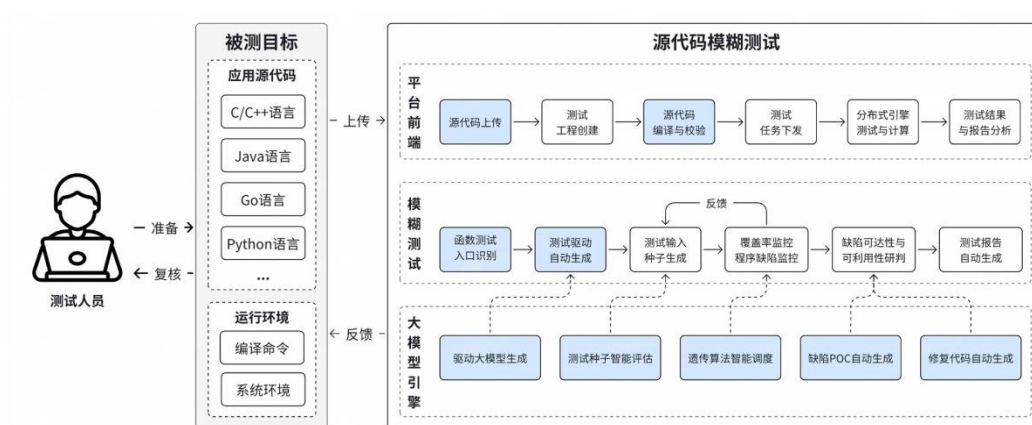 被测目标
源代码模糊测试
应用源代码
C/C++语言
Java语言
Go语言
Python语言
...
运行环境
编译命令
系统环境
准备
复核
测试人员
上传
反馈
平台前端
源代码上传
测试
工程创建
源代码
编译与校验
测试
任务下发
分布式引擎
测试与计算
测试结果
与报告分析
模糊测试
反馈
函数测试
入口识别
测试驱动
自动生成
测试输入
种子生成
覆盖率监控
程序缺陷监控
缺陷可达性与
可利用性研判
测试报告
自动生成
大模型引擎
驱动大模型生成
测试种子智能评估
遗传算法智能调度
缺陷POC自动生成
修复代码自动生成